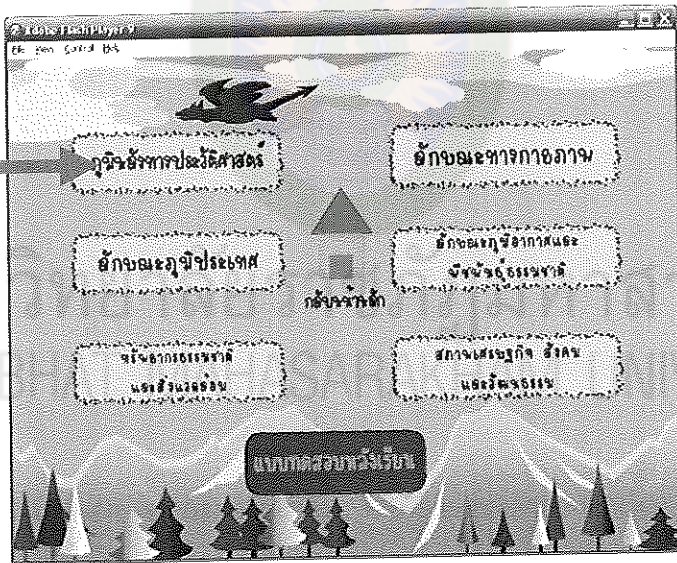 Adobe Flash Player 9
File View Control Help
ภูมิหลังทางประวัติศาสตร์
ลักษณะทางกายภาพ
ลักษณะภูมิประเทศ
ลักษณะภูมิอากาศและ
พืชพันธุ์ธรรมชาติ
กลับหน้าหลัก
ทรัพยากรธรรมชาติ
และสิ่งแวดล้อม
สภาพเศรษฐกิจ สังคม
และวัฒนธรรม
แบบทดสอบหลังเรียน